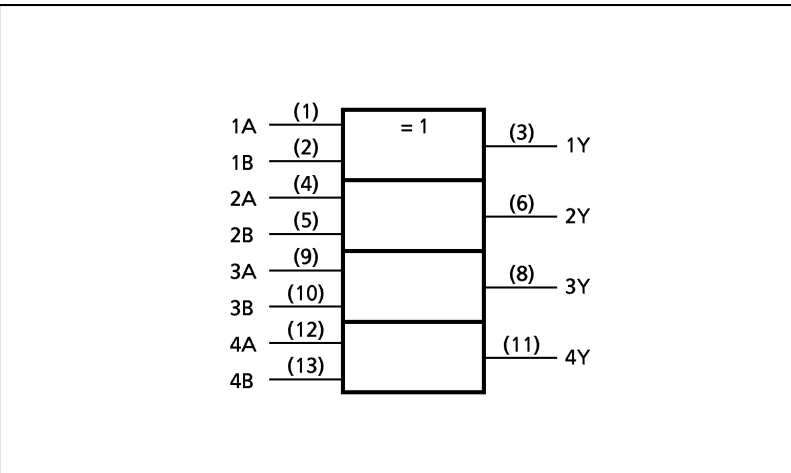 1A (1) = 1 (3) 1Y
1B (2)
2A (4) (6) 2Y
2B (5)
3A (9) (8) 3Y
3B (10)
4A (12) (11) 4Y
4B (13)